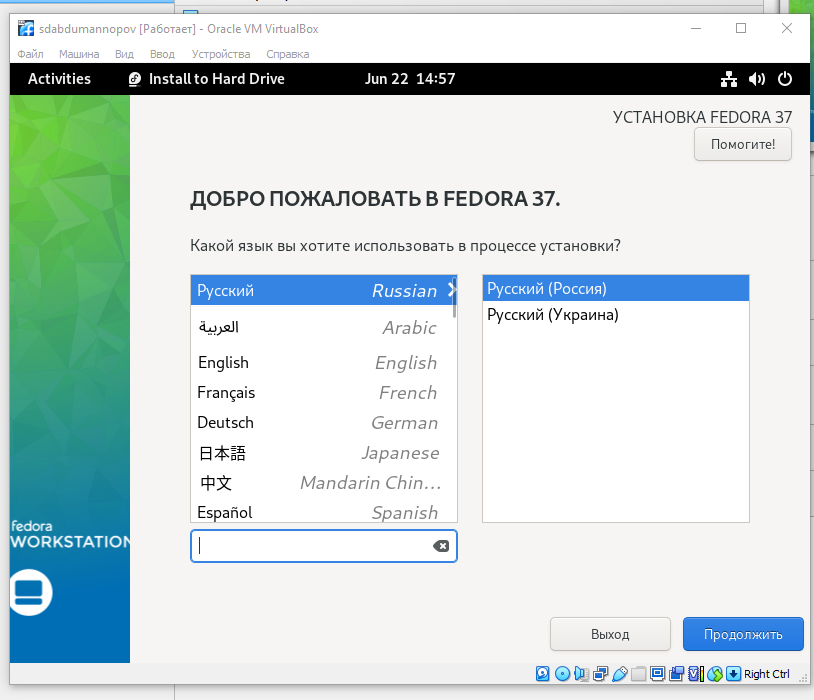 sdabdumannopov [Работает] - Oracle VM VirtualBox
Файл Машина Вид Ввод Устройства Справка
Activities Install to Hard Drive Jun 22 14:57
УСТАНОВКА FEDORA 37
Помогите!
ДОБРО ПОЖАЛОВАТЬ В FEDORA 37.
Какой язык вы хотите использовать в процессе установки?
Русский Russian
العربية Arabic
English English
Français French
Deutsch German
日本語 Japanese
中文 Mandarin Chin...
Español Spanish
Русский (Россия)
Русский (Украина)
fedora
WORKSTATION
Выход
Продолжить
Right Ctrl